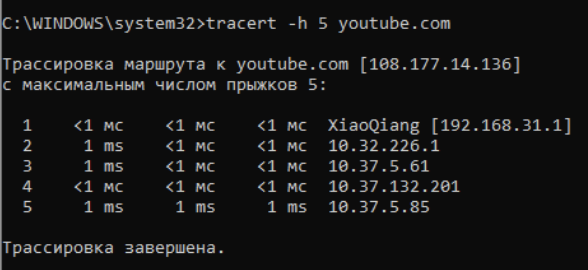 C:\WINDOWS\system32>tracert -h 5 youtube.com
Трассировка маршрута к youtube.com [108.177.14.136]
с максимальным числом прыжков 5:
1 <1 мс <1 мс <1 мс XiaoQiang [192.168.31.1]
2 1 ms <1 мс <1 мс 10.32.226.1
3 1 ms <1 мс <1 мс 10.37.5.61
4 <1 мс <1 мс <1 мс 10.37.132.201
5 1 ms 1 ms 1 ms 10.37.5.85
Трассировка завершена.